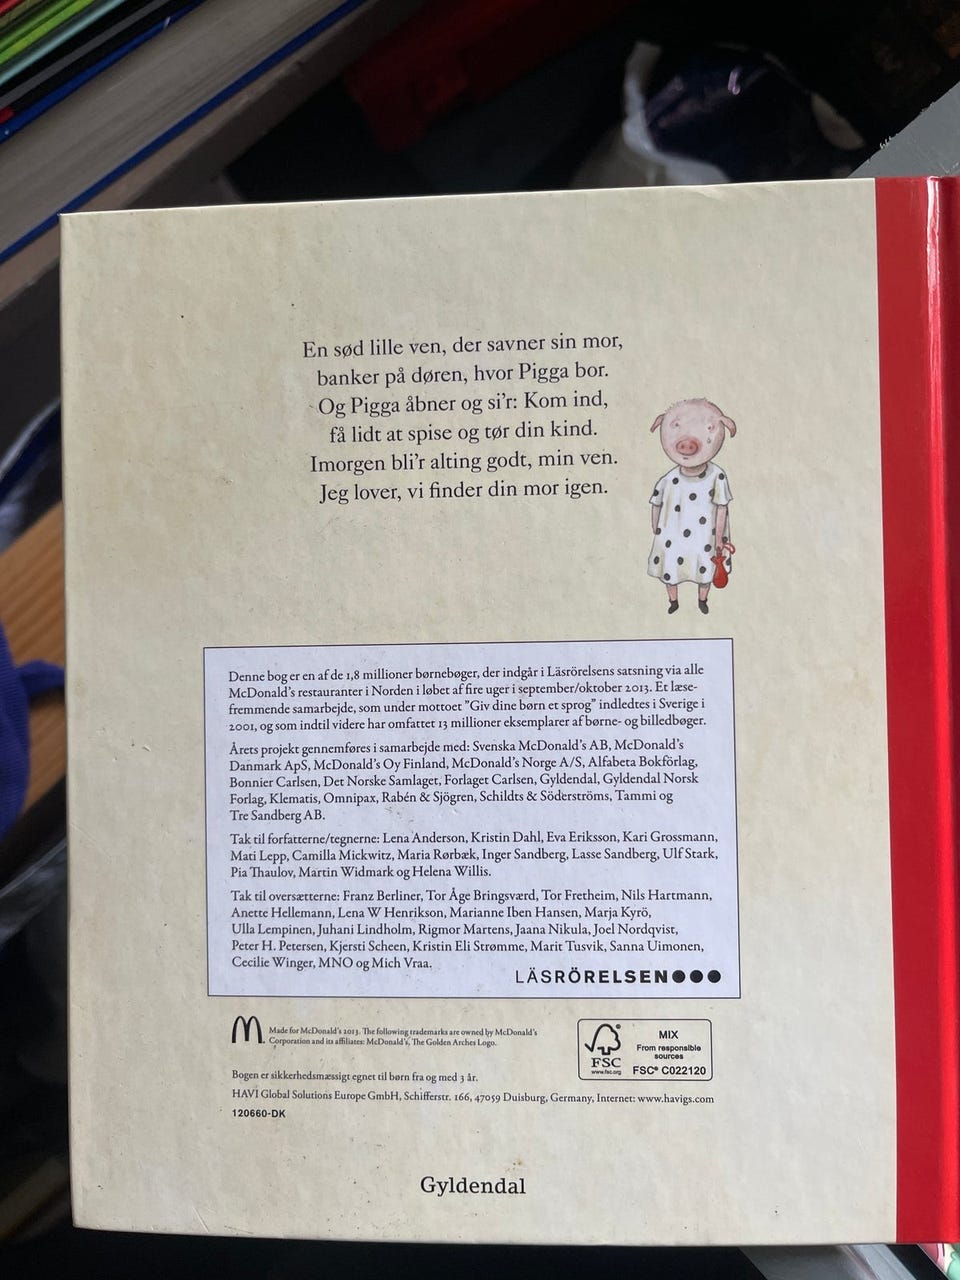 En sød lille ven, der savner sin mor,
banker på døren, hvor Pigga bor.
Og Pigga åbner og si'r: Kom ind,
få lidt at spise og tør din kind.
Imorgen bli'r alting godt, min ven.
Jeg lover, vi finder din mor igen.
Denne bog er en af de 1,8 millioner børnebøger, der indgår i Läsrörelsens satsning via alle
McDonald's restauranter i Norden i løbet af fire uger i september/oktober 2013. Et læse-
fremmende samarbejde, som under mottoet "Giv dine børn et sprog" indledtes i Sverige i
2001, og som indtil videre har omfattet 13 millioner eksemplarer af børne- og billedbøger.
Årets projekt gennemføres i samarbejde med: Svenska McDonald's AB, McDonald's
Danmark ApS, McDonald's Oy Finland, McDonald's Norge A/S, Alfabeta Bokförlag,
Bonnier Carlsen, Det Norske Samlaget, Forlaget Carlsen, Gyldendal, Gyldendal Norsk
Forlag, Klematis, Omnipax, Rabén & Sjögren, Schildts & Söderströms, Tammi og
Tre Sandberg AB.
Tak til forfatterne/tegnerne: Lena Anderson, Kristin Dahl, Eva Eriksson, Kari Grossmann,
Mati Lepp, Camilla Mickwitz, Maria Rørbæk, Inger Sandberg, Lasse Sandberg, Ulf Stark,
Pia Thaulov, Martin Widmark og Helena Willis.
Tak til oversætterne: Franz Berliner, Tor Åge Bringsværd, Tor Fretheim, Nils Hartmann,
Anette Hellemann, Lena W Henrikson, Marianne Iben Hansen, Marja Kyrö,
Ulla Lempinen, Juhani Lindholm, Rigmor Martens, Jaana Nikula, Joel Nordqvist,
Peter H. Petersen, Kjersti Scheen, Kristin Eli Strømme, Marit Tusvik, Sanna Uimonen,
Cecilie Winger, MNO og Mich Vraa.
LÄSRÖRELSEN●●●
Made for McDonald's 2013. The following trademarks are owned by McDonald's
Corporation and its affiliates: McDonald's, The Golden Arches Logo.
FSC
www.fsc.org
MIX
From responsible
sources
FSC® C022120
Bogen er sikkerhedsmæssigt egnet til børn fra og med 3 år.
HAVI Global Solutions Europe GmbH, Schifferstr. 166, 47059 Duisburg, Germany, Internet: www.havigs.com
120660-DK
Gyldendal